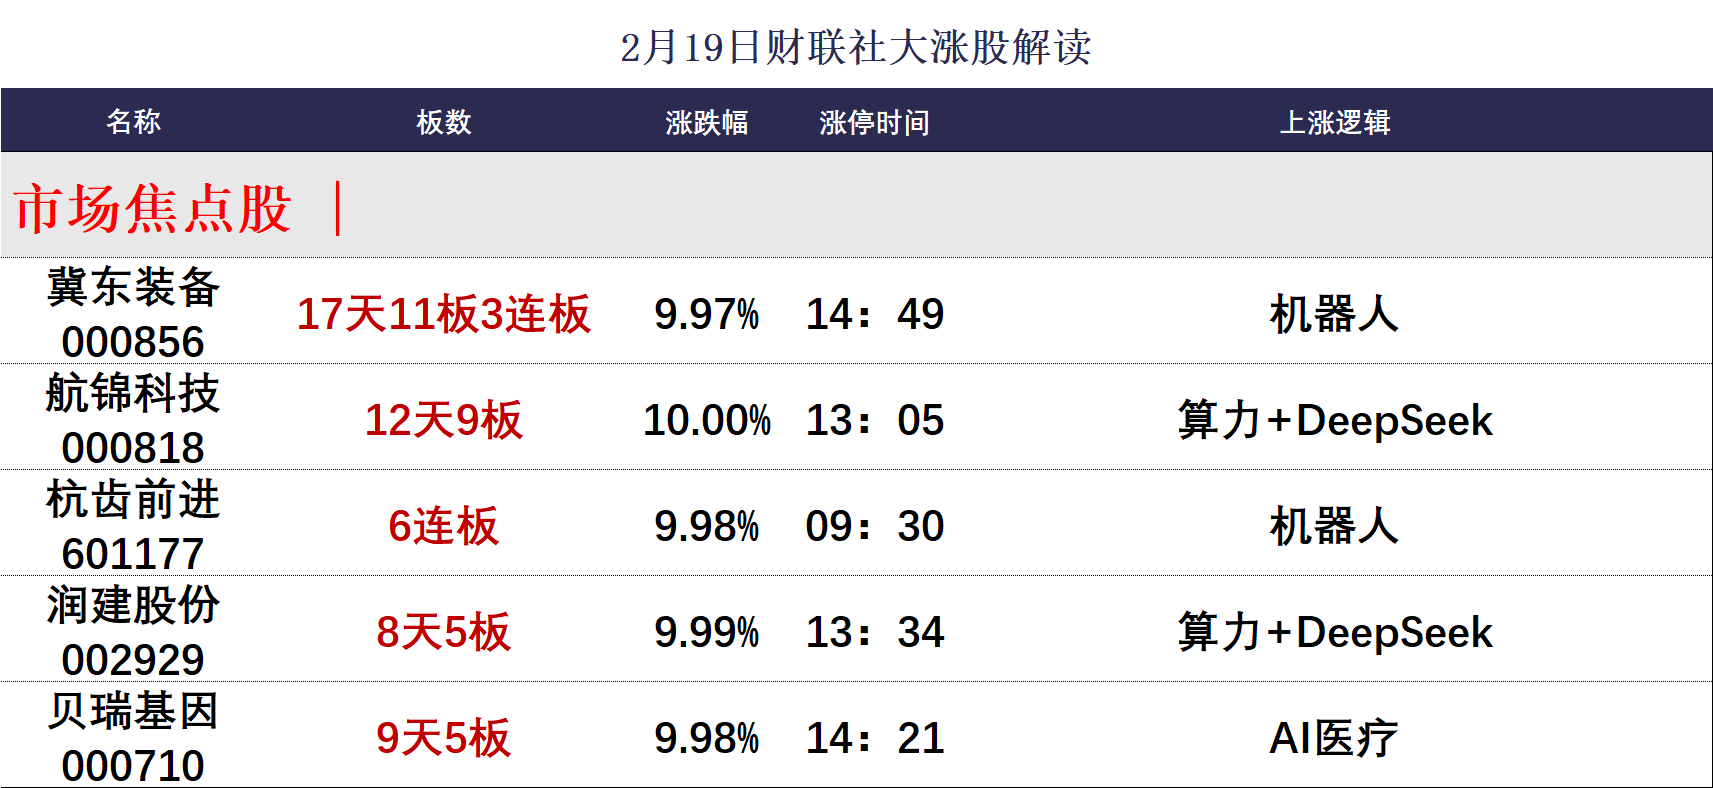 2月19日财联社大涨股解读
名称 板数 涨跌幅 涨停时间 上涨逻辑
市场焦点股 |
冀东装备
000856 17天11板3连板 9.97% 14：49 机器人
航锦科技
000818 12天9板 10.00% 13：05 算力+DeepSeek
杭齿前进
601177 6连板 9.98% 09：30 机器人
润建股份
002929 8天5板 9.99% 13：34 算力+DeepSeek
贝瑞基因
000710 9天5板 9.98% 14：21 AI医疗